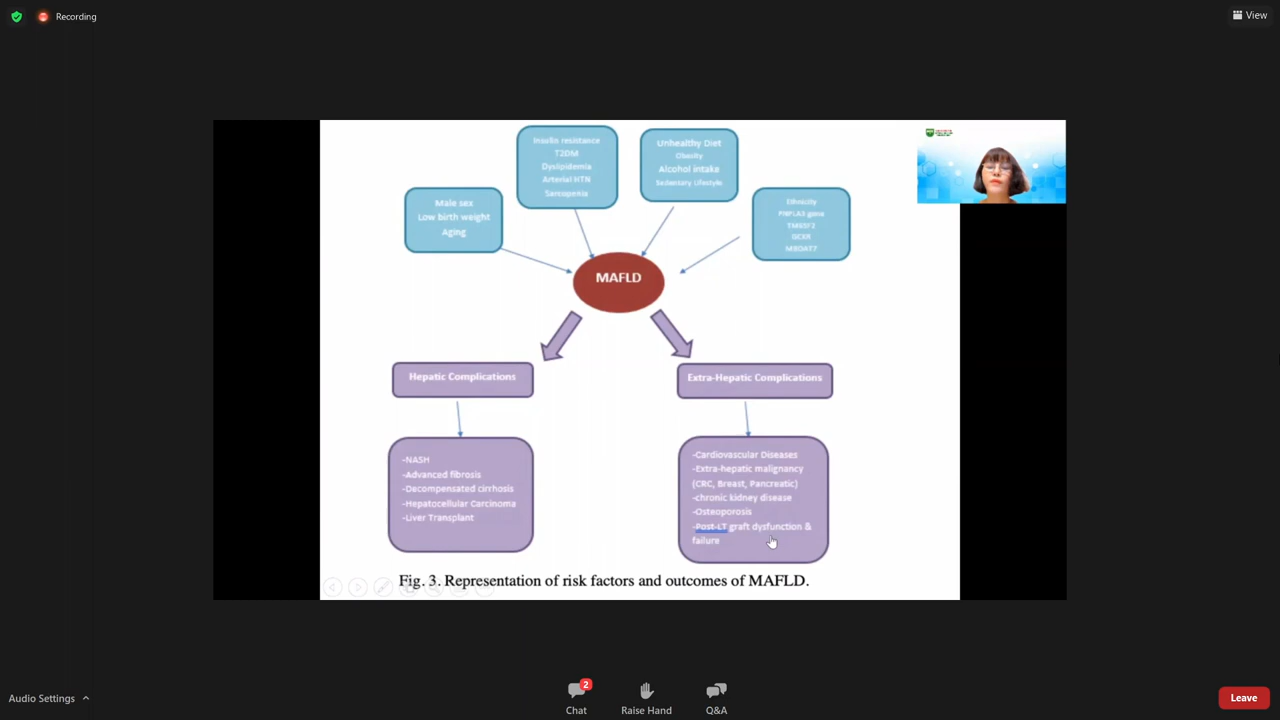 Recording
View
Insulin resistance
T2DM
Dyslipidemia
Arterial HTN
Sarcopenia
Unhealthy Diet
Obesity
Alcohol intake
Sedentary Lifestyle
Male sex
Low birth weight
Aging
Ethnicity
PNPLA3 gene
TM6SF2
GCKR
MBOAT7
MAFLD
Hepatic Complications
Extra-Hepatic Complications
-NASH
-Advanced fibrosis
-Decompensated cirrhosis
-Hepatocellular Carcinoma
-Liver Transplant
-Cardiovascular Diseases
-Extra-hepatic malignancy
(CRC, Breast, Pancreatic)
-chronic kidney disease
-Osteoporosis
-Post-LT graft dysfunction &
failure
Fig. 3. Representation of risk factors and outcomes of MAFLD.
Audio Settings
2
Chat
Raise Hand
Q&A
Leave